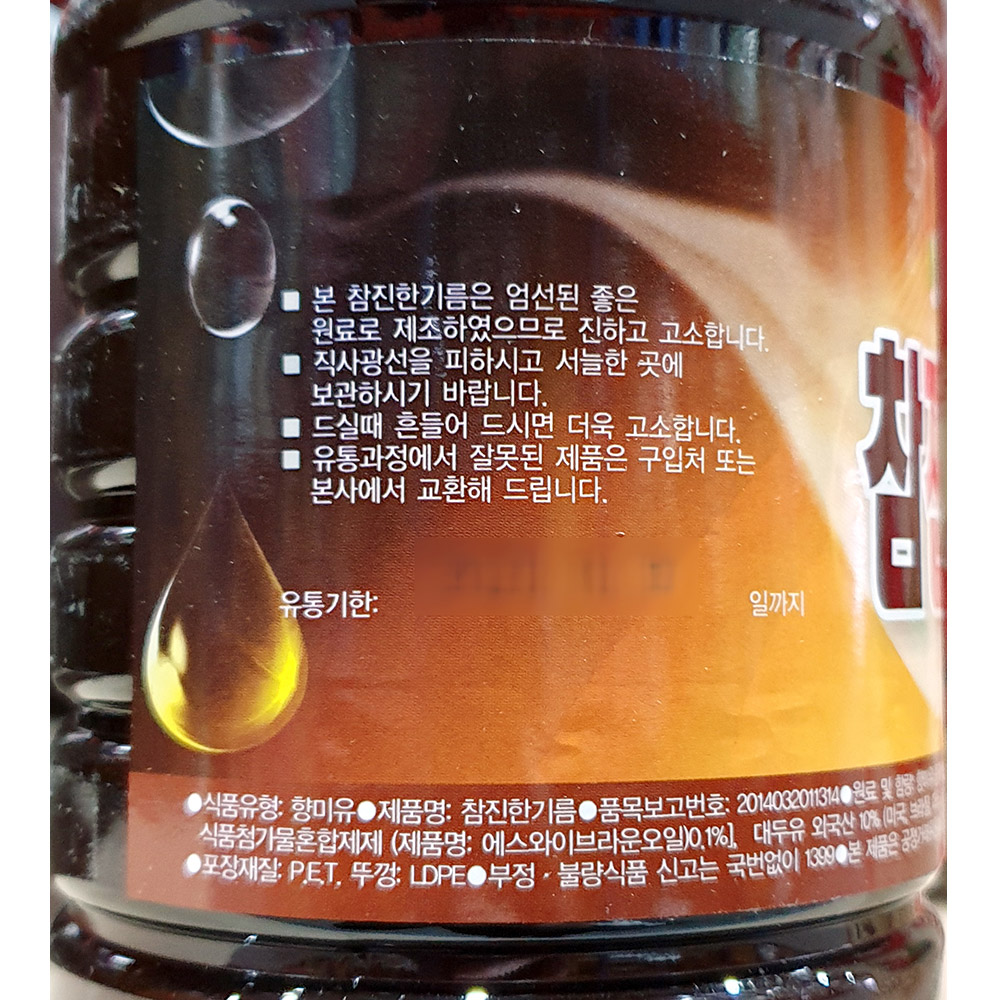 ■ 본 참진한기름은 엄선된 좋은
원료로 제조하였으므로 진하고 고소합니다.
■ 직사광선을 피하시고 서늘한 곳에
보관하시기 바랍니다.
■ 드실때 흔들어 드시면 더욱 고소합니다.
■ 유통과정에서 잘못된 제품은 구입처 또는
본사에서 교환해 드립니다.
참
유통기한: 일까지
●식품유형: 향미유●제품명: 참진한기름●품목보고번호: 2014032011314●원료 및 함량:
식품첨가물혼합제제 (제품명: 에스와이브라운오일)0.1%], 대두유 외국산 10% (미국, 브라질,
●포장재질: P.E.T. 뚜껑: LDPE●부정·불량식품 신고는 국번없이 1399●본 제품은